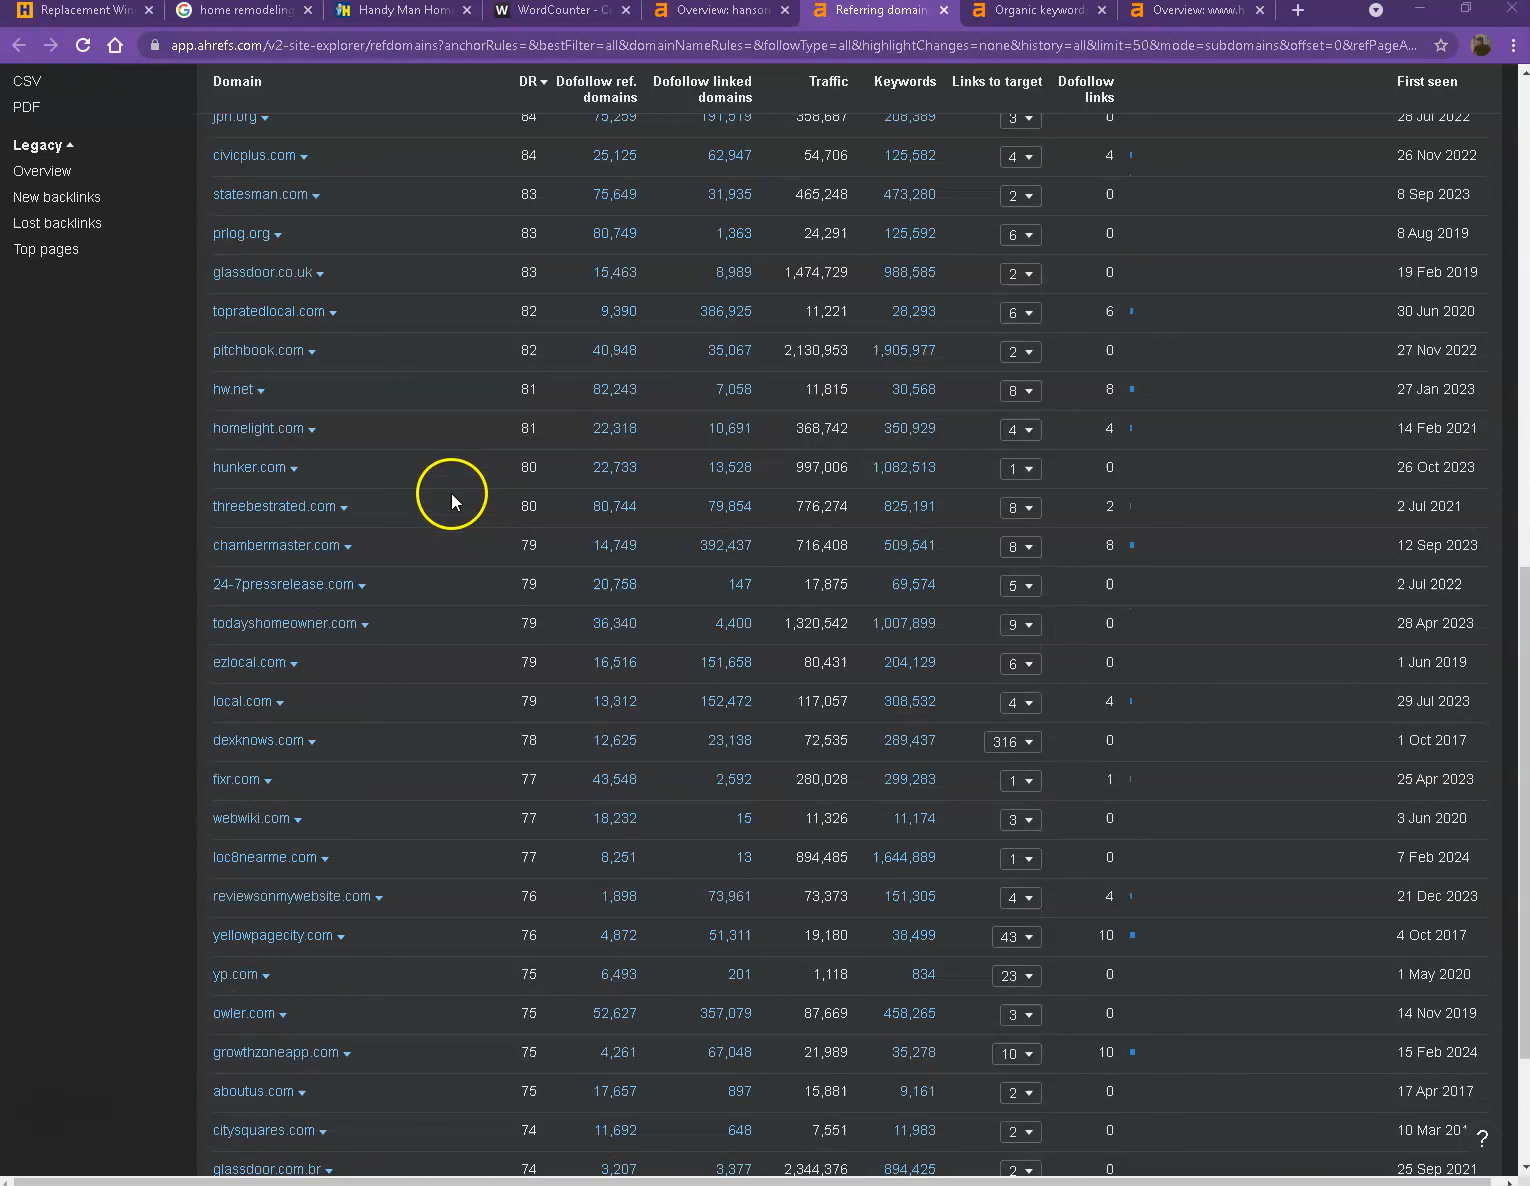 Replacement Win
home remodeling
Handy Man Hom
WordCounter - C
Overview: hanson
Referring domain
Organic keyword
Overview: www.h
app.ahrefs.com/v2-site-explorer/refdomains?anchorRules=&bestFilter=all&domainNameRules=&followType=all&highlightChanges=none&history=all&limit=50&mode=subdomains&offset=0&refPageA...
CSV
PDF
Legacy
Overview
New backlinks
Lost backlinks
Top pages
Domain DR Dofollow ref. domains Dofollow linked domains Traffic Keywords Links to target Dofollow links First seen
jpn.org 84 75,259 191,519 358,687 208,389 3 0 28 Jul 2022
civicplus.com 84 25,125 62,947 54,706 125,582 4 4 26 Nov 2022
statesman.com 83 75,649 31,935 465,248 473,280 2 0 8 Sep 2023
prlog.org 83 80,749 1,363 24,291 125,592 6 0 8 Aug 2019
glassdoor.co.uk 83 15,463 8,989 1,474,729 988,585 2 0 19 Feb 2019
topratedlocal.com 82 9,390 386,925 11,221 28,293 6 6 30 Jun 2020
pitchbook.com 82 40,948 35,067 2,130,953 1,905,977 2 0 27 Nov 2022
hw.net 81 82,243 7,058 11,815 30,568 8 8 27 Jan 2023
homelight.com 81 22,318 10,691 368,742 350,929 4 4 14 Feb 2021
hunker.com 80 22,733 13,528 997,006 1,082,513 1 0 26 Oct 2023
threebestrated.com 80 80,744 79,854 776,274 825,191 8 2 2 Jul 2021
chambermaster.com 79 14,749 392,437 716,408 509,541 8 8 12 Sep 2023
24-7pressrelease.com 79 20,758 147 17,875 69,574 5 0 2 Jul 2022
todayshomeowner.com 79 36,340 4,400 1,320,542 1,007,899 9 0 28 Apr 2023
ezlocal.com 79 16,516 151,658 80,431 204,129 6 0 1 Jun 2019
local.com 79 13,312 152,472 117,057 308,532 4 4 29 Jul 2023
dexknows.com 78 12,625 23,138 72,535 289,437 316 0 1 Oct 2017
fixr.com 77 43,548 2,592 280,028 299,283 1 1 25 Apr 2023
webwiki.com 77 18,232 15 11,326 11,174 3 0 3 Jun 2020
loc8nearme.com 77 8,251 13 894,485 1,644,889 1 0 7 Feb 2024
reviewsonmywebsite.com 76 1,898 73,961 73,373 151,305 4 4 21 Dec 2023
yellowpagecity.com 76 4,872 51,311 19,180 38,499 43 10 4 Oct 2017
yp.com 75 6,493 201 1,118 834 23 0 1 May 2020
owler.com 75 52,627 357,079 87,669 458,265 3 0 14 Nov 2019
growthzoneapp.com 75 4,261 67,048 21,989 35,278 10 10 15 Feb 2024
aboutus.com 75 17,657 897 15,881 9,161 2 0 17 Apr 2017
citysquares.com 74 11,692 648 7,551 11,983 2 0 10 Mar 201
glassdoor.com.br 74 3,207 3,377 2,344,376 894,425 2 0 25 Sep 2021
?